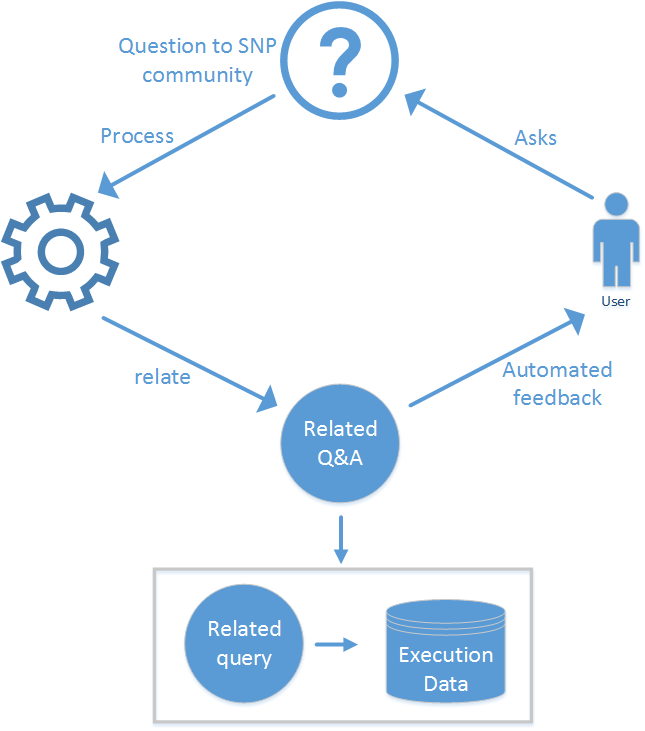 Question to SNP
community
?
Process
Asks
User
relate
Automated
feedback
Related
Q&A
Related
query
Execution
Data